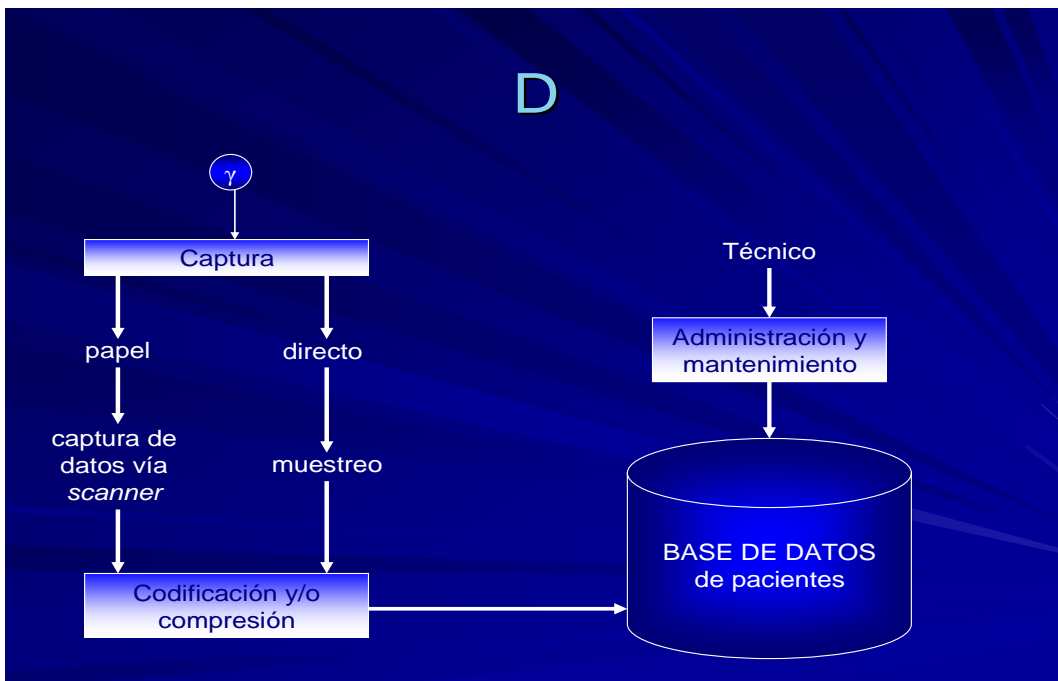 D
γ
Captura
papel
directo
captura de
datos vía
scanner
muestreo
Codificación y/o
compresión
Técnico
Administración y
mantenimiento
BASE DE DATOS
de pacientes